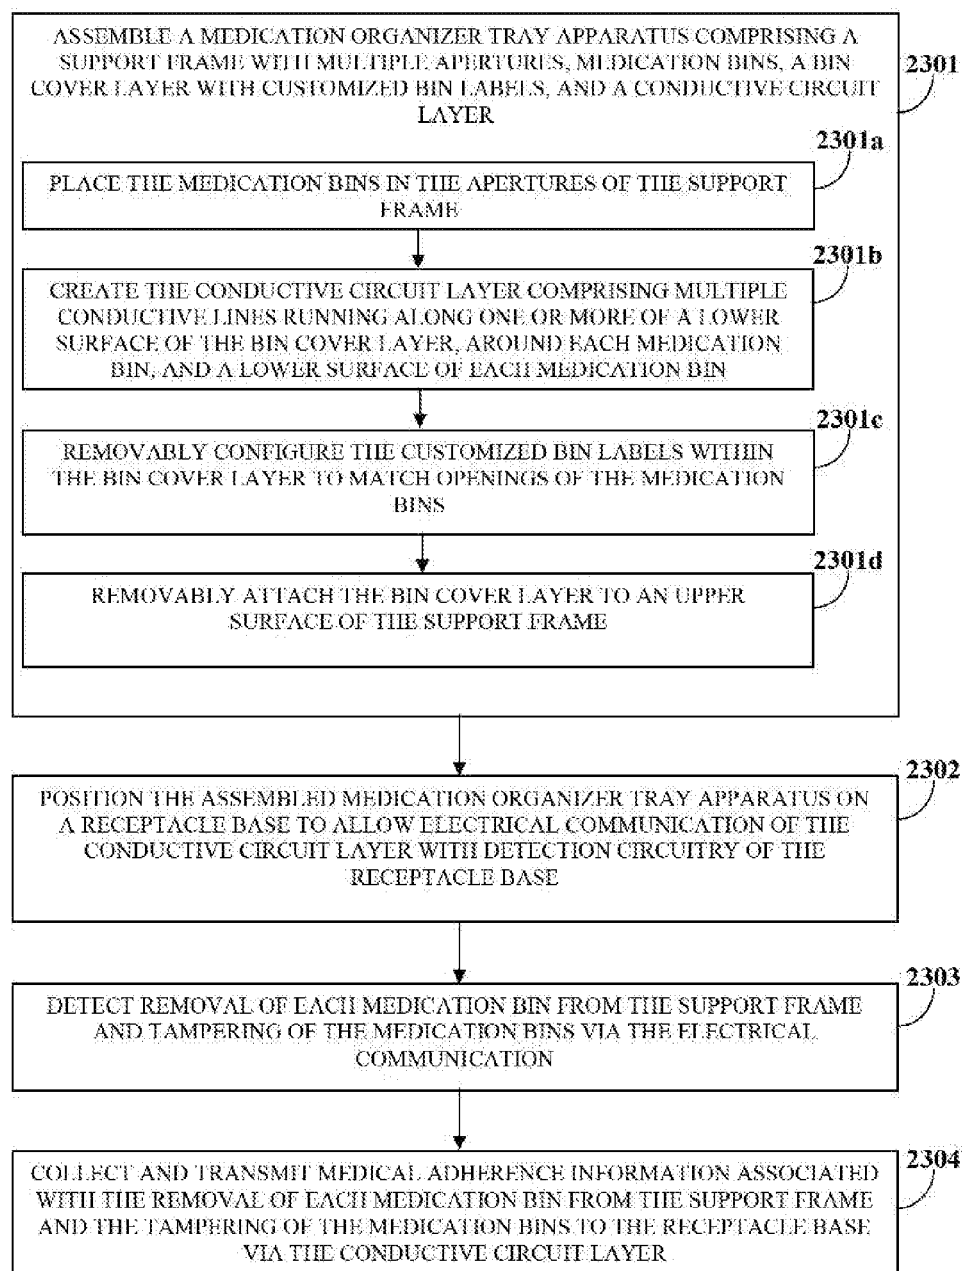 ASSEMBLE A MEDICATION ORGANIZER TRAY APPARATUS COMPRISING A
SUPPORT FRAME WITH MULTIPLE APERTURES, MEDICATION BINS, A BIN
COVER LAYER WITH CUSTOMIZED BIN LABELS, AND A CONDUCTIVE CIRCUIT
LAYER
2301
2301a
PLACE THE MEDICATION BINS IN THE APERTURES OF THE SUPPORT
FRAME
2301b
CREATE THE CONDUCTIVE CIRCUIT LAYER COMPRISING MULTIPLE
CONDUCTIVE LINES RUNNING ALONG ONE OR MORE OF A LOWER
SURFACE OF THE BIN COVER LAYER, AROUND EACH MEDICATION
BIN, AND A LOWER SURFACE OF EACH MEDICATION BIN
2301c
REMOVABLY CONFIGURE THE CUSTOMIZED BIN LABELS WITHIN
THE BIN COVER LAYER TO MATCH OPENINGS OF THE MEDICATION
BINS
2301d
REMOVABLY ATTACH THE BIN COVER LAYER TO AN UPPER
SURFACE OF THE SUPPORT FRAME
2302
POSITION THE ASSEMBLED MEDICATION ORGANIZER TRAY APPARATUS ON
A RECEPTACLE BASE TO ALLOW ELECTRICAL COMMUNICATION OF THE
CONDUCTIVE CIRCUIT LAYER WITH DETECTION CIRCUITRY OF THE
RECEPTACLE BASE
2303
DETECT REMOVAL OF EACH MEDICATION BIN FROM THE SUPPORT FRAME
AND TAMPERING OF THE MEDICATION BINS VIA THE ELECTRICAL
COMMUNICATION
2304
COLLECT AND TRANSMIT MEDICAL ADHERENCE INFORMATION ASSOCIATED
WITH THE REMOVAL OF EACH MEDICATION BIN FROM THE SUPPORT FRAME
AND THE TAMPERING OF THE MEDICATION BINS TO THE RECEPTACLE BASE
VIA THE CONDUCTIVE CIRCUIT LAYER